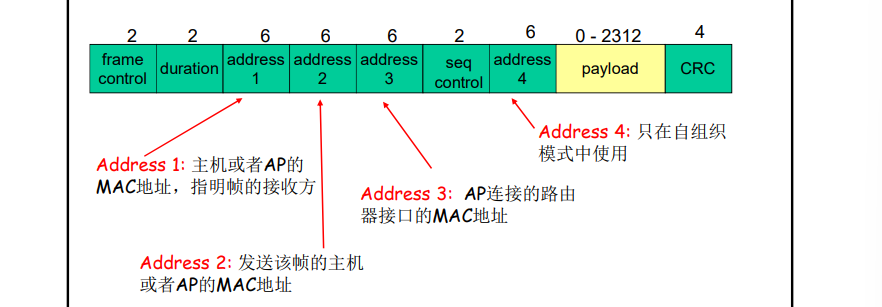 2 2 6 6 6 2 6 0 - 2312 4
frame control duration address 1 address 2 address 3 seq control address 4 payload CRC
Address 4: 只在自组织
模式中使用
Address 1: 主机或者AP的
MAC地址，指明帧的接收方
Address 3: AP连接的路由
器接口的MAC地址
Address 2: 发送该帧的主机
或者AP的MAC地址